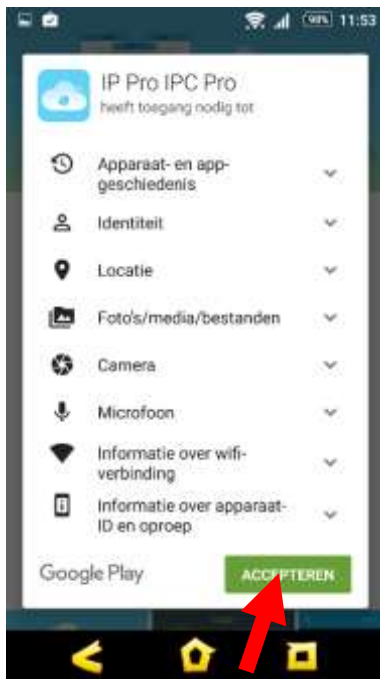 98% 11:53
IP Pro IPC Pro
heeft toegang nodig tot
Apparaat- en app-
geschiedenis
Identiteit
Locatie
Foto's/media/bestanden
Camera
Microfoon
Informatie over wifi-
verbinding
Informatie over apparaat-
ID en oproep
Google Play
ACCEPTEREN